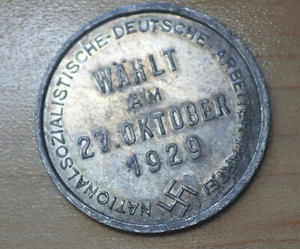 NATIONALSOZIALISTISCHE-DEUTSCHE-ARBEITER-PARTEI
WÄHLT
AM
27. OKTOBER
1929